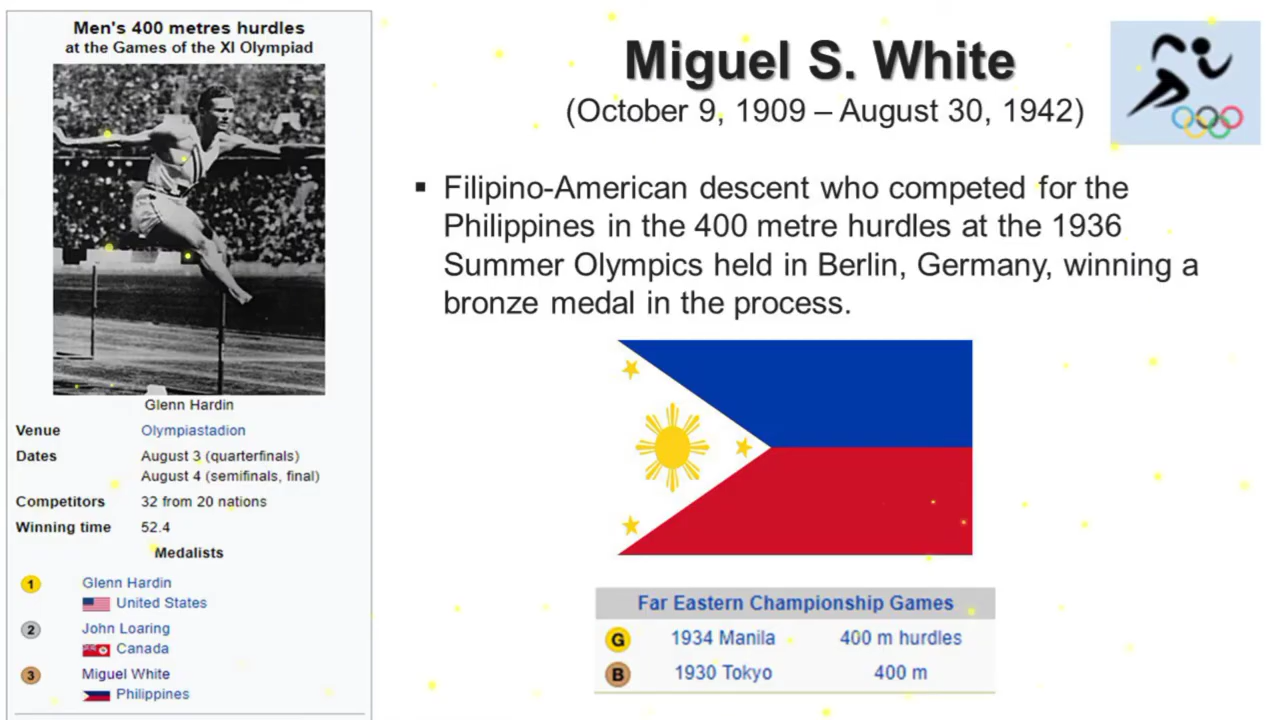 Men's 400 metres hurdles
at the Games of the XI Olympiad
Glenn Hardin
Venue Olympiastadion
Dates August 3 (quarterfinals)
August 4 (semifinals, final)
Competitors 32 from 20 nations
Winning time 52.4
Medalists
1 Glenn Hardin
United States
2 John Loaring
Canada
3 Miguel White
Philippines
Miguel S. White
(October 9, 1909 – August 30, 1942)
▪ Filipino-American descent who competed for the
Philippines in the 400 metre hurdles at the 1936
Summer Olympics held in Berlin, Germany, winning a
bronze medal in the process.
Far Eastern Championship Games
G 1934 Manila 400 m hurdles
B 1930 Tokyo 400 m